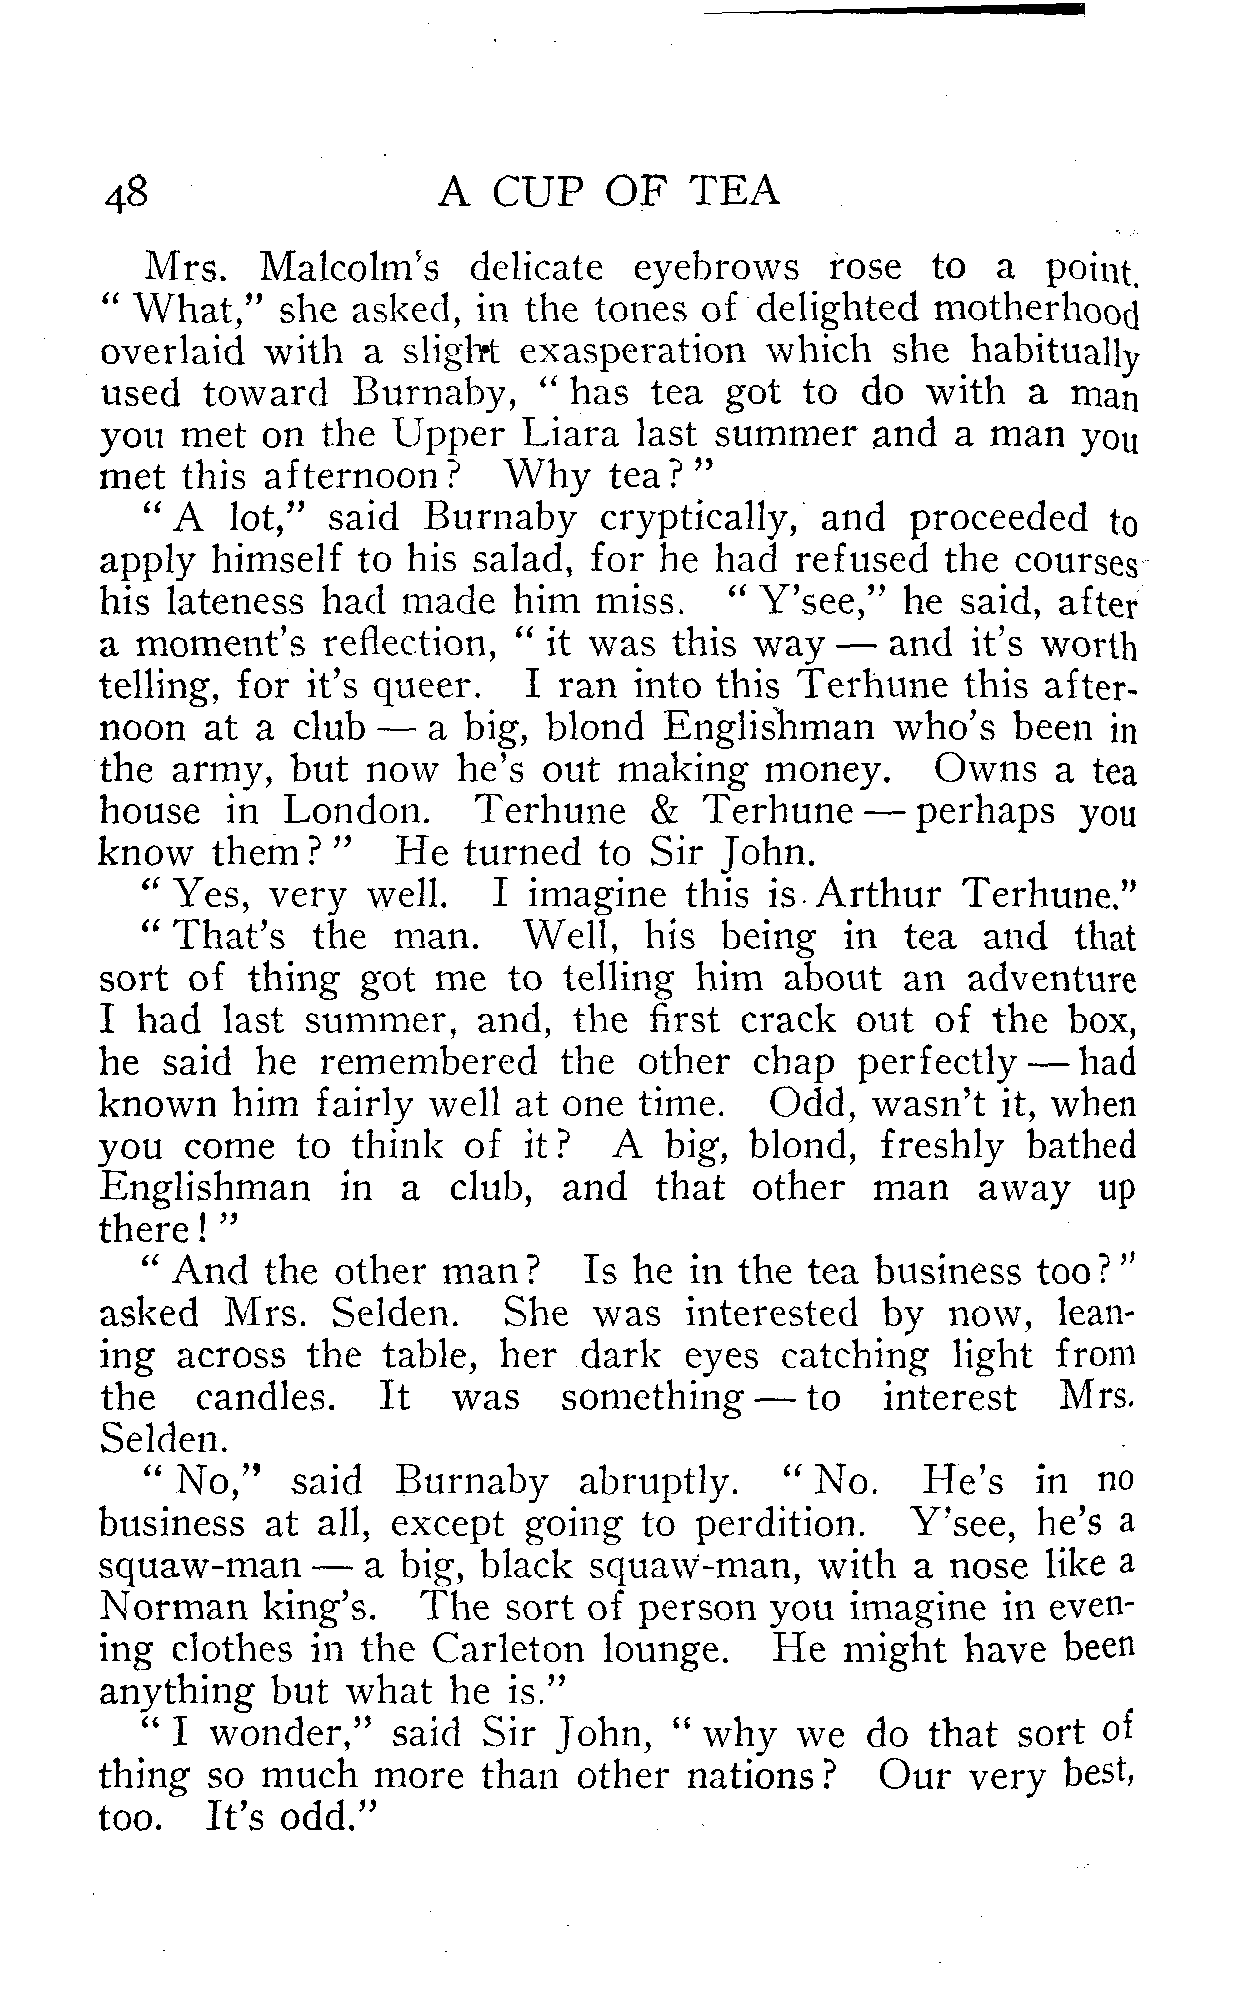 48 A CUP OF TEA
Mrs. Malcolm's delicate eyebrows rose to a point.
“ What,” she asked, in the tones of delighted motherhood
overlaid with a slight exasperation which she habitually
used toward Burnaby, “ has tea got to do with a man
you met on the Upper Liara last summer and a man you
met this afternoon? Why tea? ”
“ A lot,” said Burnaby cryptically, and proceeded to
apply himself to his salad, for he had refused the courses
his lateness had made him miss. “ Y'see,” he said, after
a moment's reflection, “ it was this way — and it's worth
telling, for it's queer. I ran into this Terhune this after-
noon at a club — a big, blond Englishman who's been in
the army, but now he's out making money. Owns a tea
house in London. Terhune & Terhune — perhaps you
know them? ” He turned to Sir John.
“ Yes, very well. I imagine this is Arthur Terhune.”
“ That's the man. Well, his being in tea and that
sort of thing got me to telling him about an adventure
I had last summer, and, the first crack out of the box,
he said he remembered the other chap perfectly — had
known him fairly well at one time. Odd, wasn't it, when
you come to think of it? A big, blond, freshly bathed
Englishman in a club, and that other man away up
there! ”
“ And the other man? Is he in the tea business too? ”
asked Mrs. Selden. She was interested by now, lean-
ing across the table, her dark eyes catching light from
the candles. It was something — to interest Mrs.
Selden.
“ No,” said Burnaby abruptly. “ No. He's in no
business at all, except going to perdition. Y'see, he's a
squaw-man — a big, black squaw-man, with a nose like a
Norman king's. The sort of person you imagine in even-
ing clothes in the Carleton lounge. He might have been
anything but what he is.”
“ I wonder,” said Sir John, “ why we do that sort of
thing so much more than other nations? Our very best,
too. It's odd.”